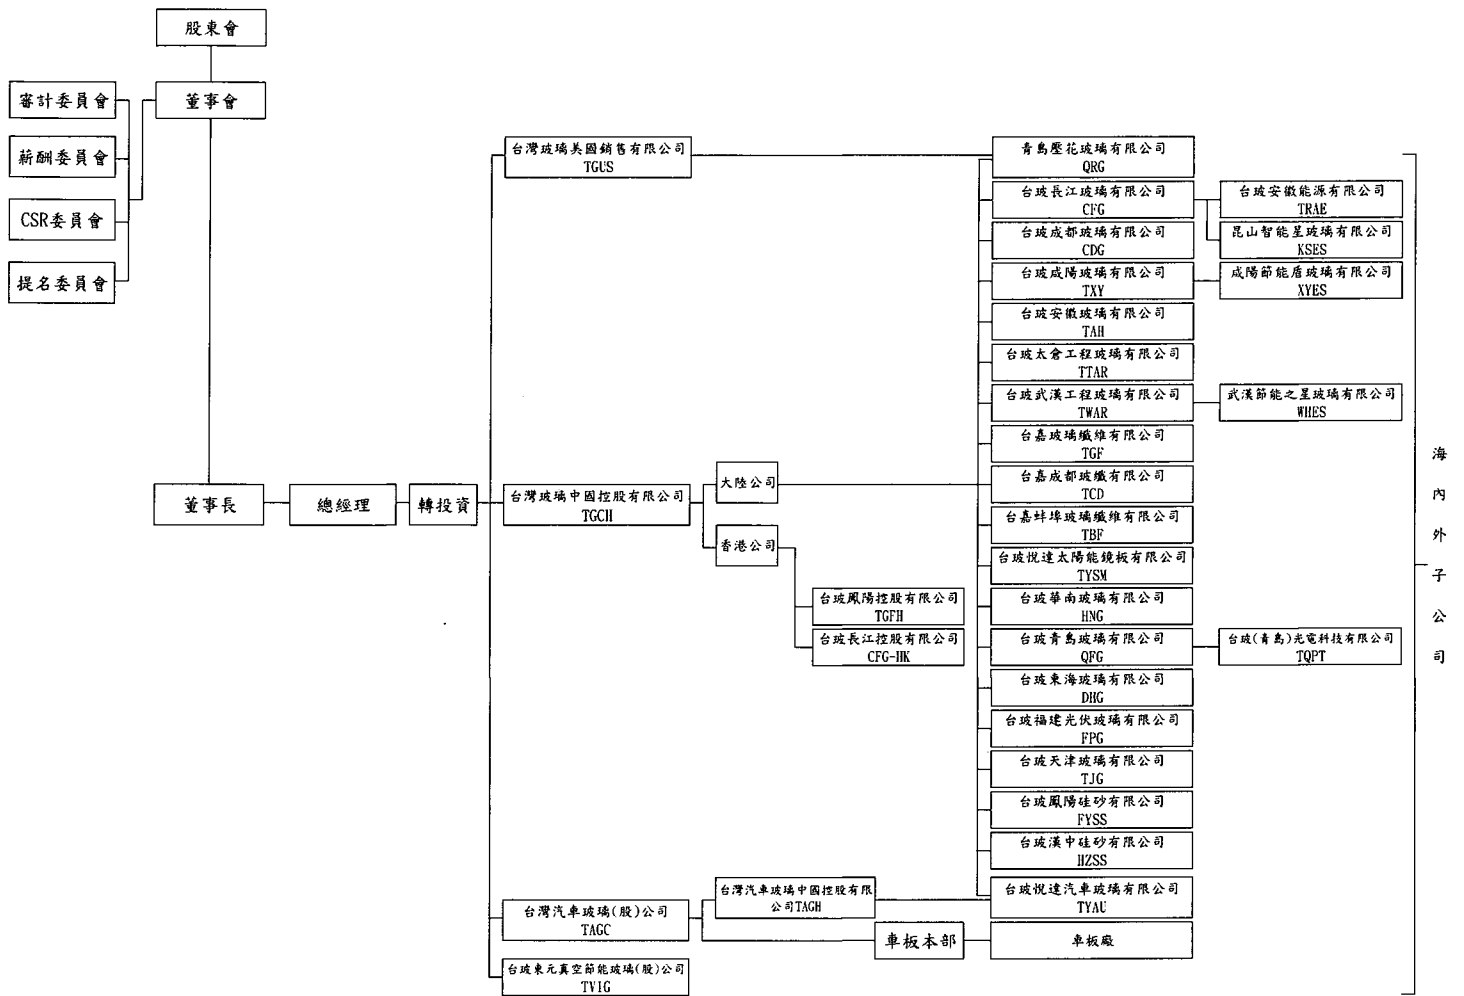 股東會
董事會
審計委員會
薪酬委員會
CSR委員會
提名委員會
董事長
總經理
轉投資
台灣玻璃美國銷售有限公司
TGUS
台灣玻璃中國控股有限公司
TGCH
大陸公司
香港公司
台玻鳳陽控股有限公司
TGFH
台玻長江控股有限公司
CFG-HK
台灣汽車玻璃(股)公司
TAGC
台灣汽車玻璃中國控股有限
公司TAGH
車板本部
車板廠
台玻東元真空節能玻璃(股)公司
TVIG
青島壓花玻璃有限公司
QRG
台玻長江玻璃有限公司
CFG
台玻成都玻璃有限公司
CDG
台玻咸陽玻璃有限公司
TXY
台玻安徽玻璃有限公司
TAH
台玻太倉工程玻璃有限公司
TTAR
台玻武漢工程玻璃有限公司
TWAR
台嘉玻璃纖維有限公司
TGF
台嘉成都玻纖有限公司
TCD
台嘉蚌埠玻璃纖維有限公司
TBF
台玻悅達太陽能鏡板有限公司
TYSM
台玻華南玻璃有限公司
HNG
台玻青島玻璃有限公司
QFG
台玻東海玻璃有限公司
DHG
台玻福建光伏玻璃有限公司
FPG
台玻天津玻璃有限公司
TJG
台玻鳳陽硅砂有限公司
FYSS
台玻漢中硅砂有限公司
HZSS
台玻悅達汽車玻璃有限公司
TYAU
台玻安徽能源有限公司
TRAE
昆山智能星玻璃有限公司
KSES
咸陽節能盾玻璃有限公司
XYES
武漢節能之星玻璃有限公司
WHES
台玻(青島)光電科技有限公司
TQPT
海內外子公司